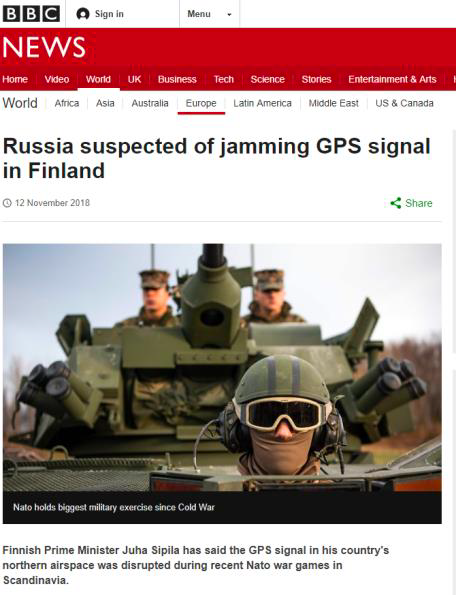 BBC Sign in Menu
NEWS
Home Video World UK Business Tech Science Stories Entertainment & Arts
World Africa Asia Australia Europe Latin America Middle East US & Canada
Russia suspected of jamming GPS signal
in Finland
12 November 2018 Share
Nato holds biggest military exercise since Cold War
Finnish Prime Minister Juha Sipila has said the GPS signal in his country's
northern airspace was disrupted during recent Nato war games in
Scandinavia.